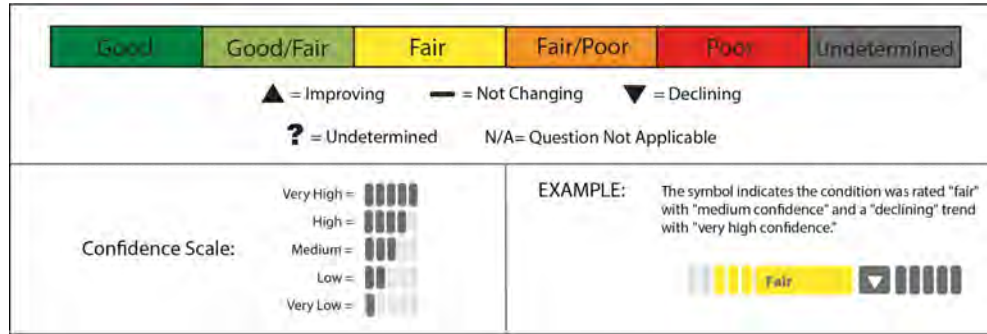 Good Good/Fair Fair Fair/Poor Poor Undetermined
▲ = Improving — = Not Changing ▼ = Declining
? = Undetermined N/A= Question Not Applicable
Confidence Scale:
Very High =
High =
Medium =
Low =
Very Low =
EXAMPLE:
The symbol indicates the condition was rated "fair"
with "medium confidence" and a "declining" trend
with "very high confidence."
Fair